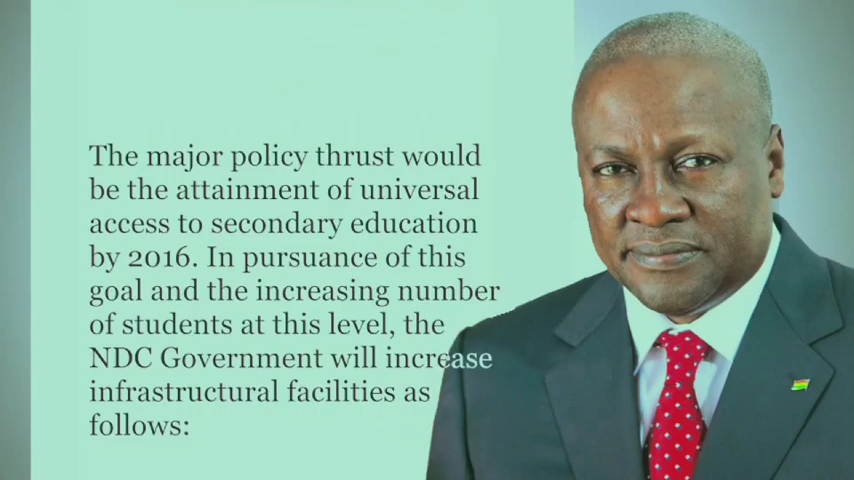 The major policy thrust would
be the attainment of universal
access to secondary education
by 2016. In pursuance of this
goal and the increasing number
of students at this level, the
NDC Government will increase
infrastructural facilities as
follows: